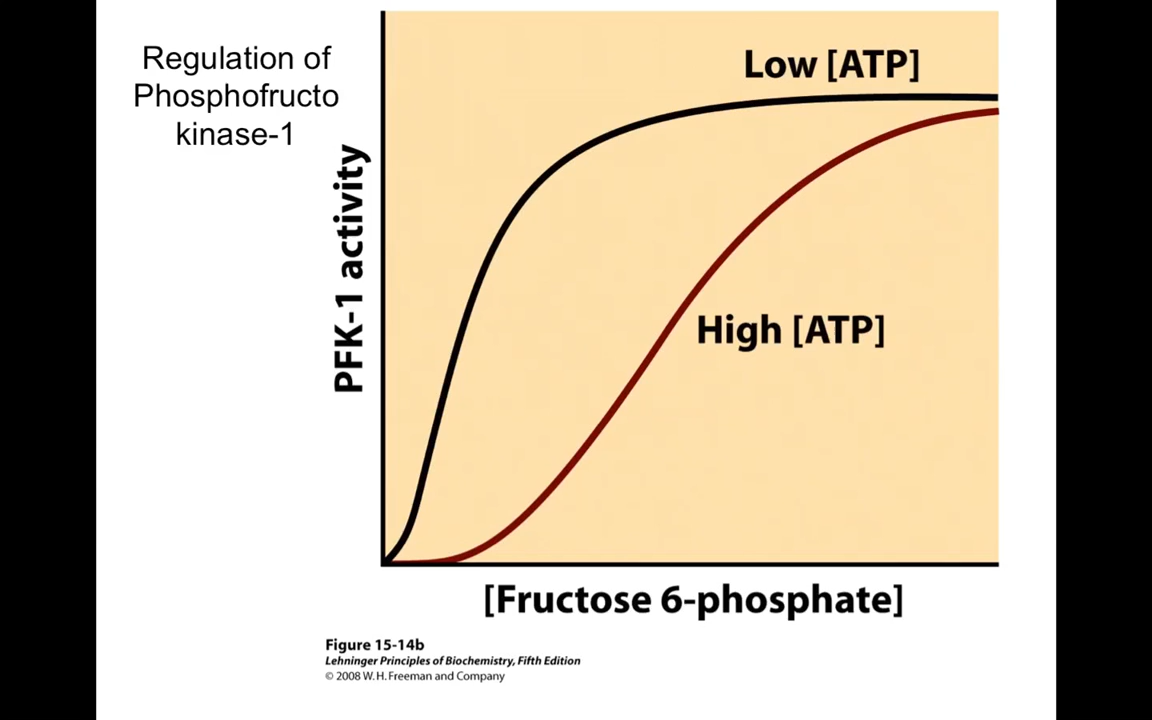 Regulation of
Phosphofructo
kinase-1
Low [ATP]
PFK-1 activity
High [ATP]
[Fructose 6-phosphate]
Figure 15-14b
Lehninger Principles of Biochemistry, Fifth Edition
© 2008 W. H. Freeman and Company